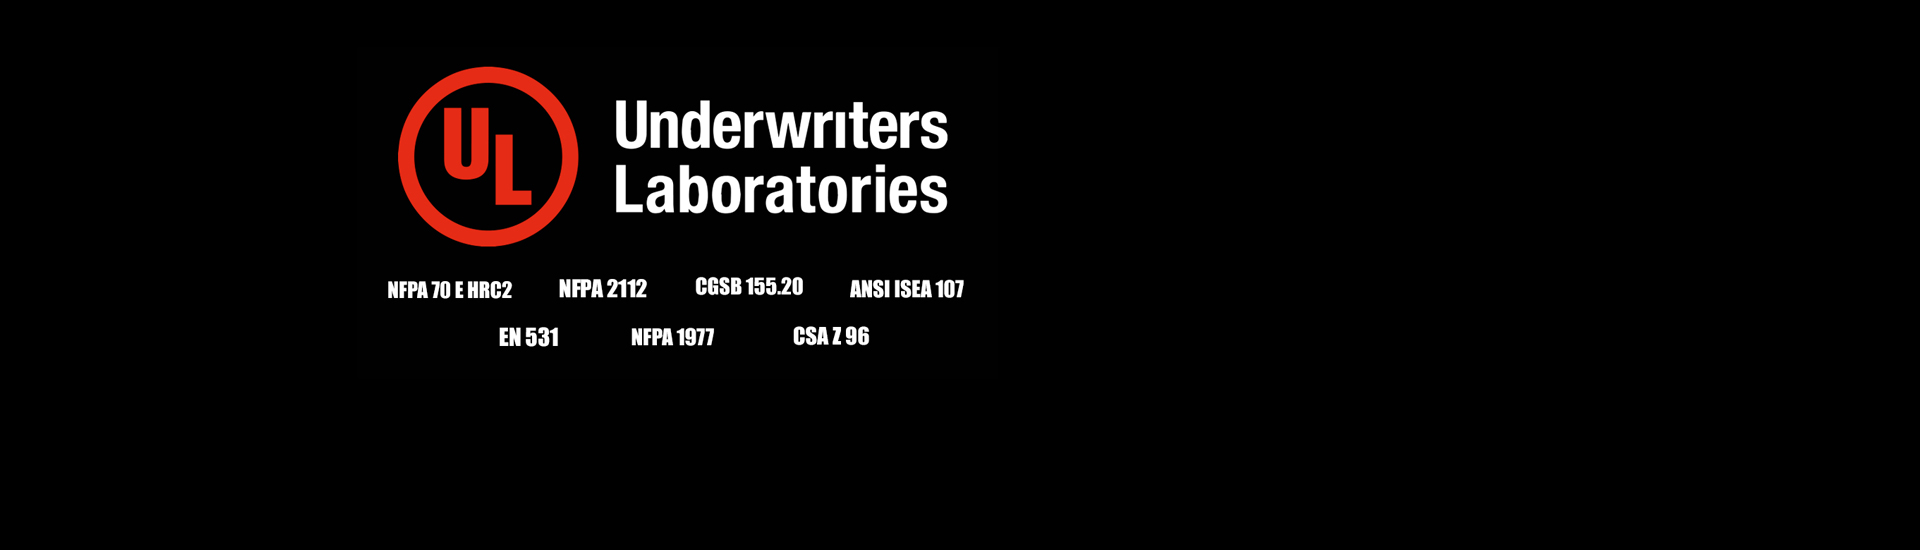 UL
Underwriters
Laboratories
NFPA 70 E HRC2 NFPA 2112 CGSB 155.20 ANSI ISEA 107
EN 531 NFPA 1977 CSA Z 96